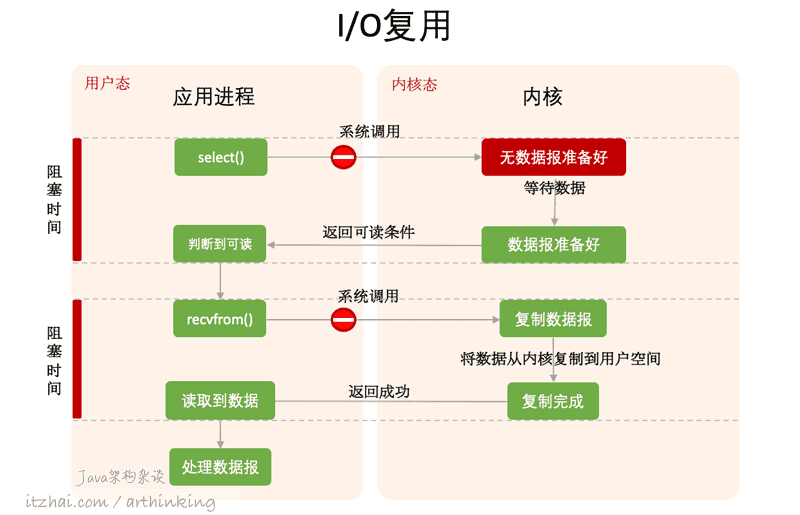 I/O复用
用户态
应用进程
内核态
内核
系统调用
select()
无数据报准备好
阻塞时间
等待数据
返回可读条件
判断到可读
数据报准备好
系统调用
recvfrom()
复制数据报
阻塞时间
将数据从内核复制到用户空间
返回成功
读取到数据
复制完成
处理数据报
Java架构杂谈
itzhai.com / arthinking